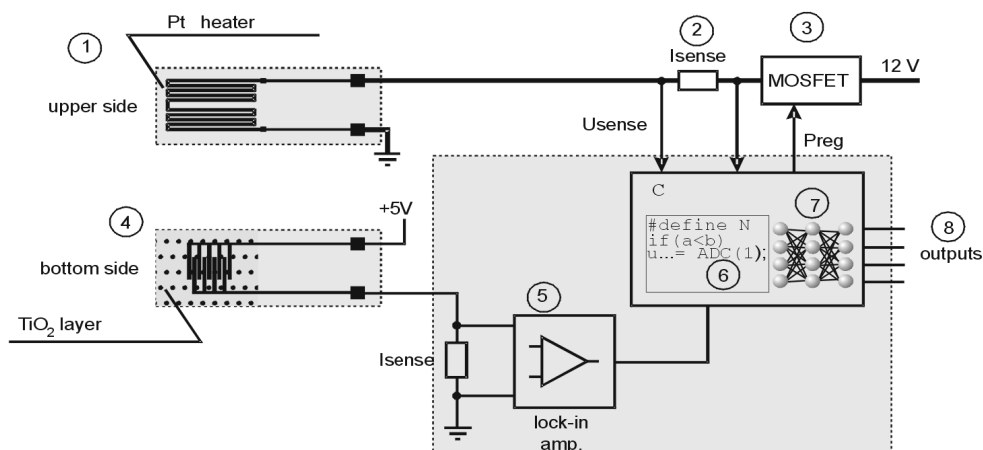 Pt heater
1
upper side
2
Isense
3
MOSFET
12 V
Usense
Preg
C
#define N
if(a<b)
u...= ADC(1);
6
7
8
outputs
4
+5V
bottom side
TiO2 layer
Isense
5
lock-in
amp.